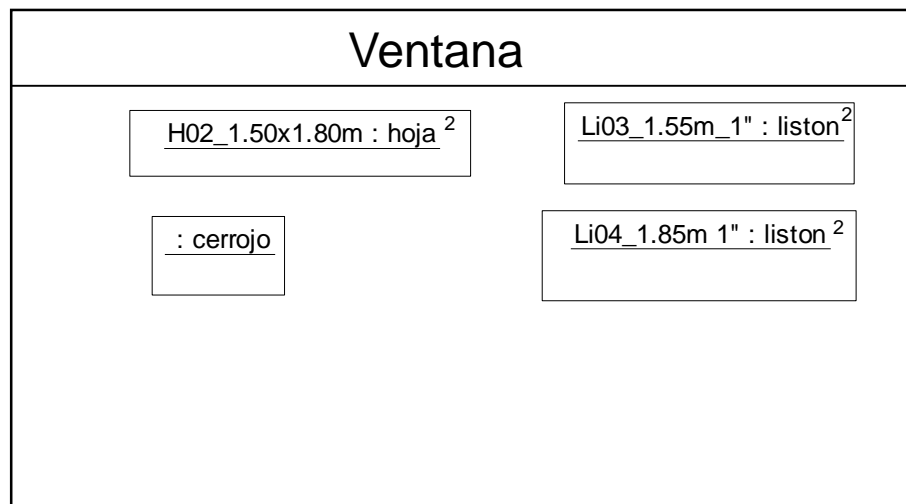 Ventana
H02_1.50x1.80m : hoja 2
Li03_1.55m_1" : liston 2
: cerrojo
Li04_1.85m 1" : liston 2